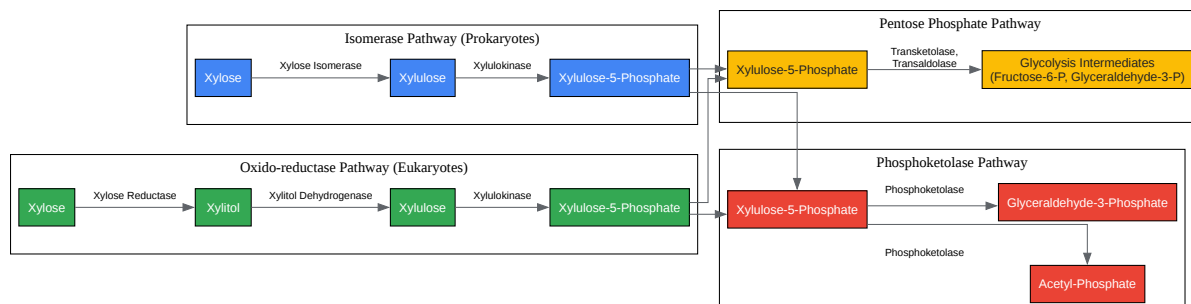 Isomerase Pathway (Prokaryotes)
Xylose
Xylose Isomerase
Xylulose
Xylulokinase
Xylulose-5-Phosphate
Pentose Phosphate Pathway
Xylulose-5-Phosphate
Transketolase,
Transaldolase
Glycolysis Intermediates
(Fructose-6-P, Glyceraldehyde-3-P)
Oxido-reductase Pathway (Eukaryotes)
Xylose
Xylose Reductase
Xylitol
Xylitol Dehydrogenase
Xylulose
Xylulokinase
Xylulose-5-Phosphate
Phosphoketolase Pathway
Xylulose-5-Phosphate
Phosphoketolase
Glyceraldehyde-3-Phosphate
Phosphoketolase
Acetyl-Phosphate